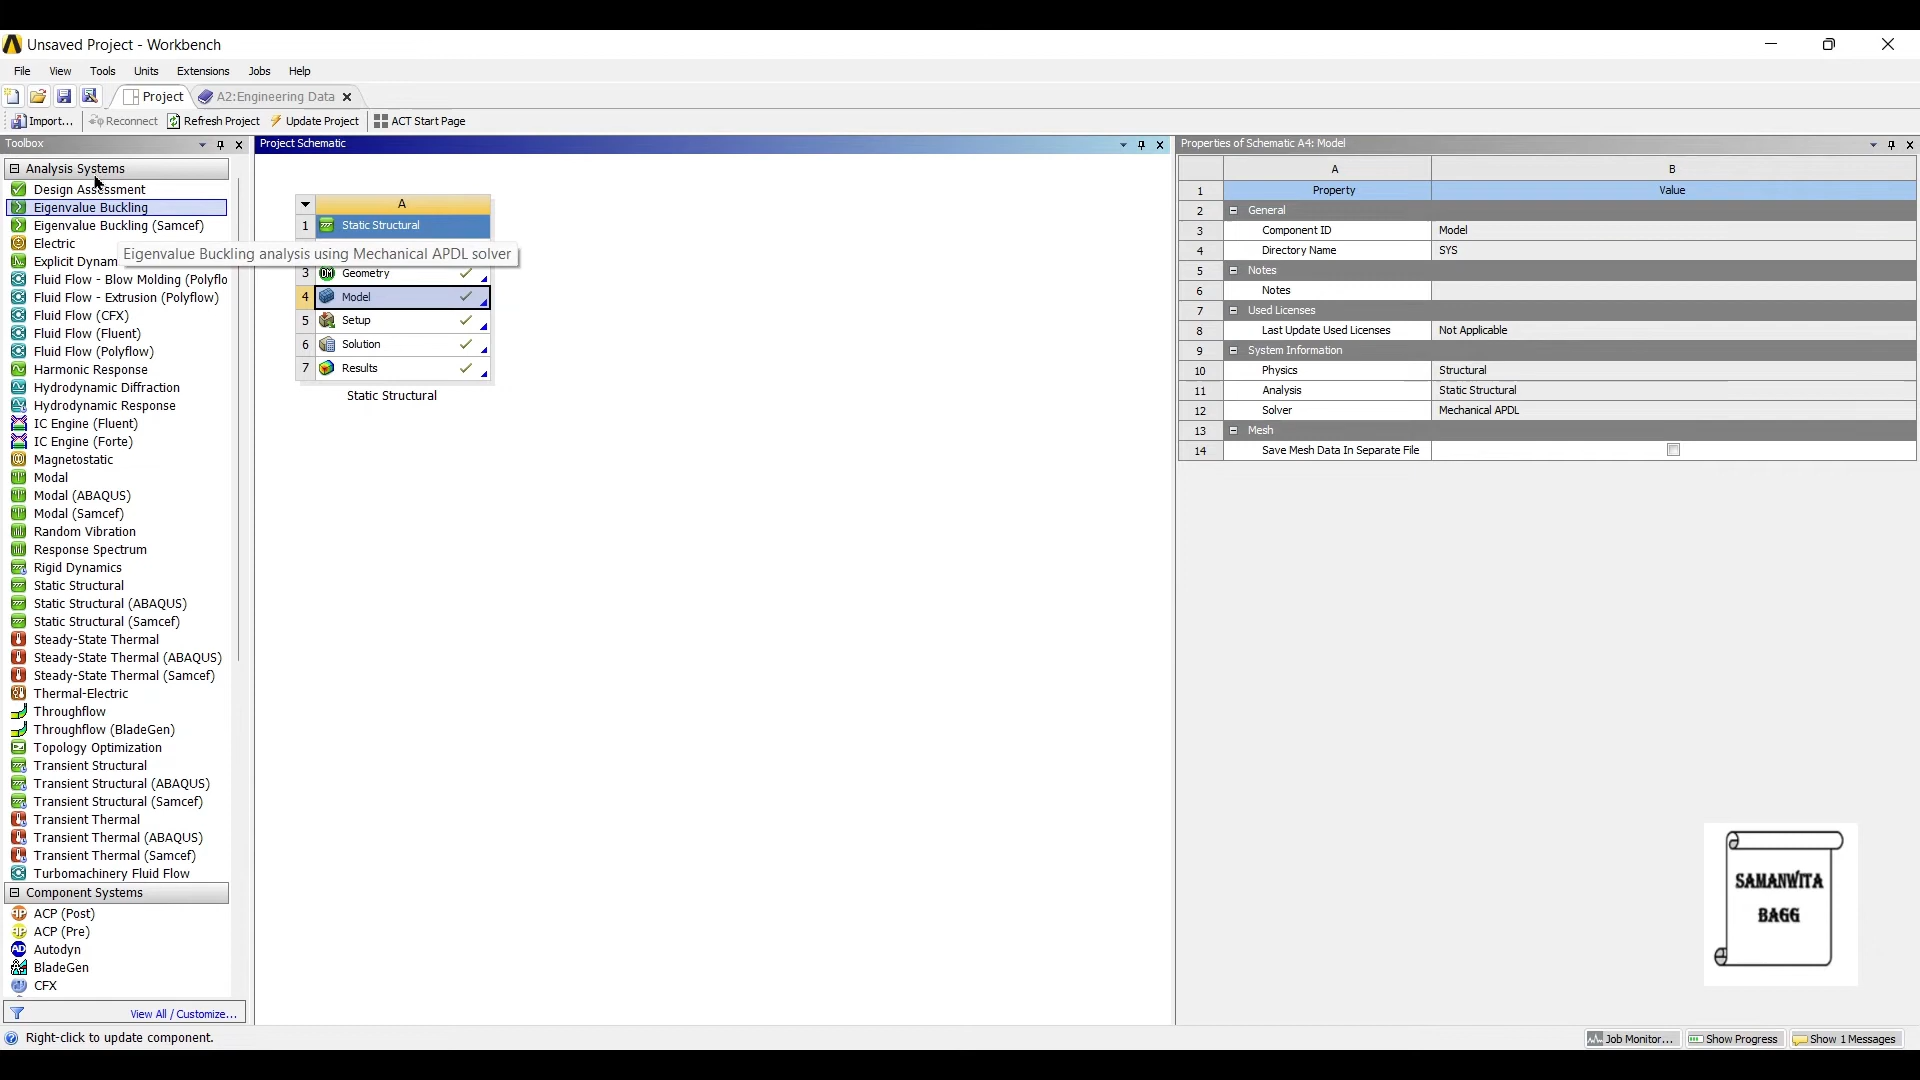 Unsaved Project - Workbench
File View Tools Units Extensions Jobs Help
Project A2:Engineering Data
Import... Reconnect Refresh Project Update Project ACT Start Page
Toolbox
Analysis Systems
Design Assessment
Eigenvalue Buckling
Eigenvalue Buckling (Samcef)
Electric
Explicit Dynam
Fluid Flow - Blow Molding (Polyflo
Fluid Flow - Extrusion (Polyflow)
Fluid Flow (CFX)
Fluid Flow (Fluent)
Fluid Flow (Polyflow)
Harmonic Response
Hydrodynamic Diffraction
Hydrodynamic Response
IC Engine (Fluent)
IC Engine (Forte)
Magnetostatic
Modal
Modal (ABAQUS)
Modal (Samcef)
Random Vibration
Response Spectrum
Rigid Dynamics
Static Structural
Static Structural (ABAQUS)
Static Structural (Samcef)
Steady-State Thermal
Steady-State Thermal (ABAQUS)
Steady-State Thermal (Samcef)
Thermal-Electric
Throughflow
Throughflow (BladeGen)
Topology Optimization
Transient Structural
Transient Structural (ABAQUS)
Transient Structural (Samcef)
Transient Thermal
Transient Thermal (ABAQUS)
Transient Thermal (Samcef)
Turbomachinery Fluid Flow
Component Systems
ACP (Post)
ACP (Pre)
Autodyn
BladeGen
CFX
View All / Customize...
Project Schematic
A
1 Static Structural
Eigenvalue Buckling analysis using Mechanical APDL solver
3 Geometry
4 Model
5 Setup
6 Solution
7 Results
Static Structural
Properties of Schematic A4: Model
A B
1 Property Value
2 General
3 Component ID Model
4 Directory Name SYS
5 Notes
6 Notes
7 Used Licenses
8 Last Update Used Licenses Not Applicable
9 System Information
10 Physics Structural
11 Analysis Static Structural
12 Solver Mechanical APDL
13 Mesh
14 Save Mesh Data In Separate File
SAMANWITA
BAGG
Right-click to update component.
Job Monitor... Show Progress Show 1 Messages